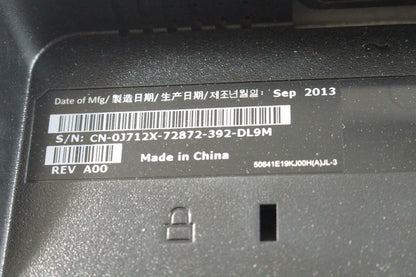 Date of Mfg/ 製造日期/ 生产日期/ 제조년월일: Sep 2013
S/N: CN-0J712X-72872-392-DL9M
Made in China
REV A00
50641E19KJ00H(A)JL-3